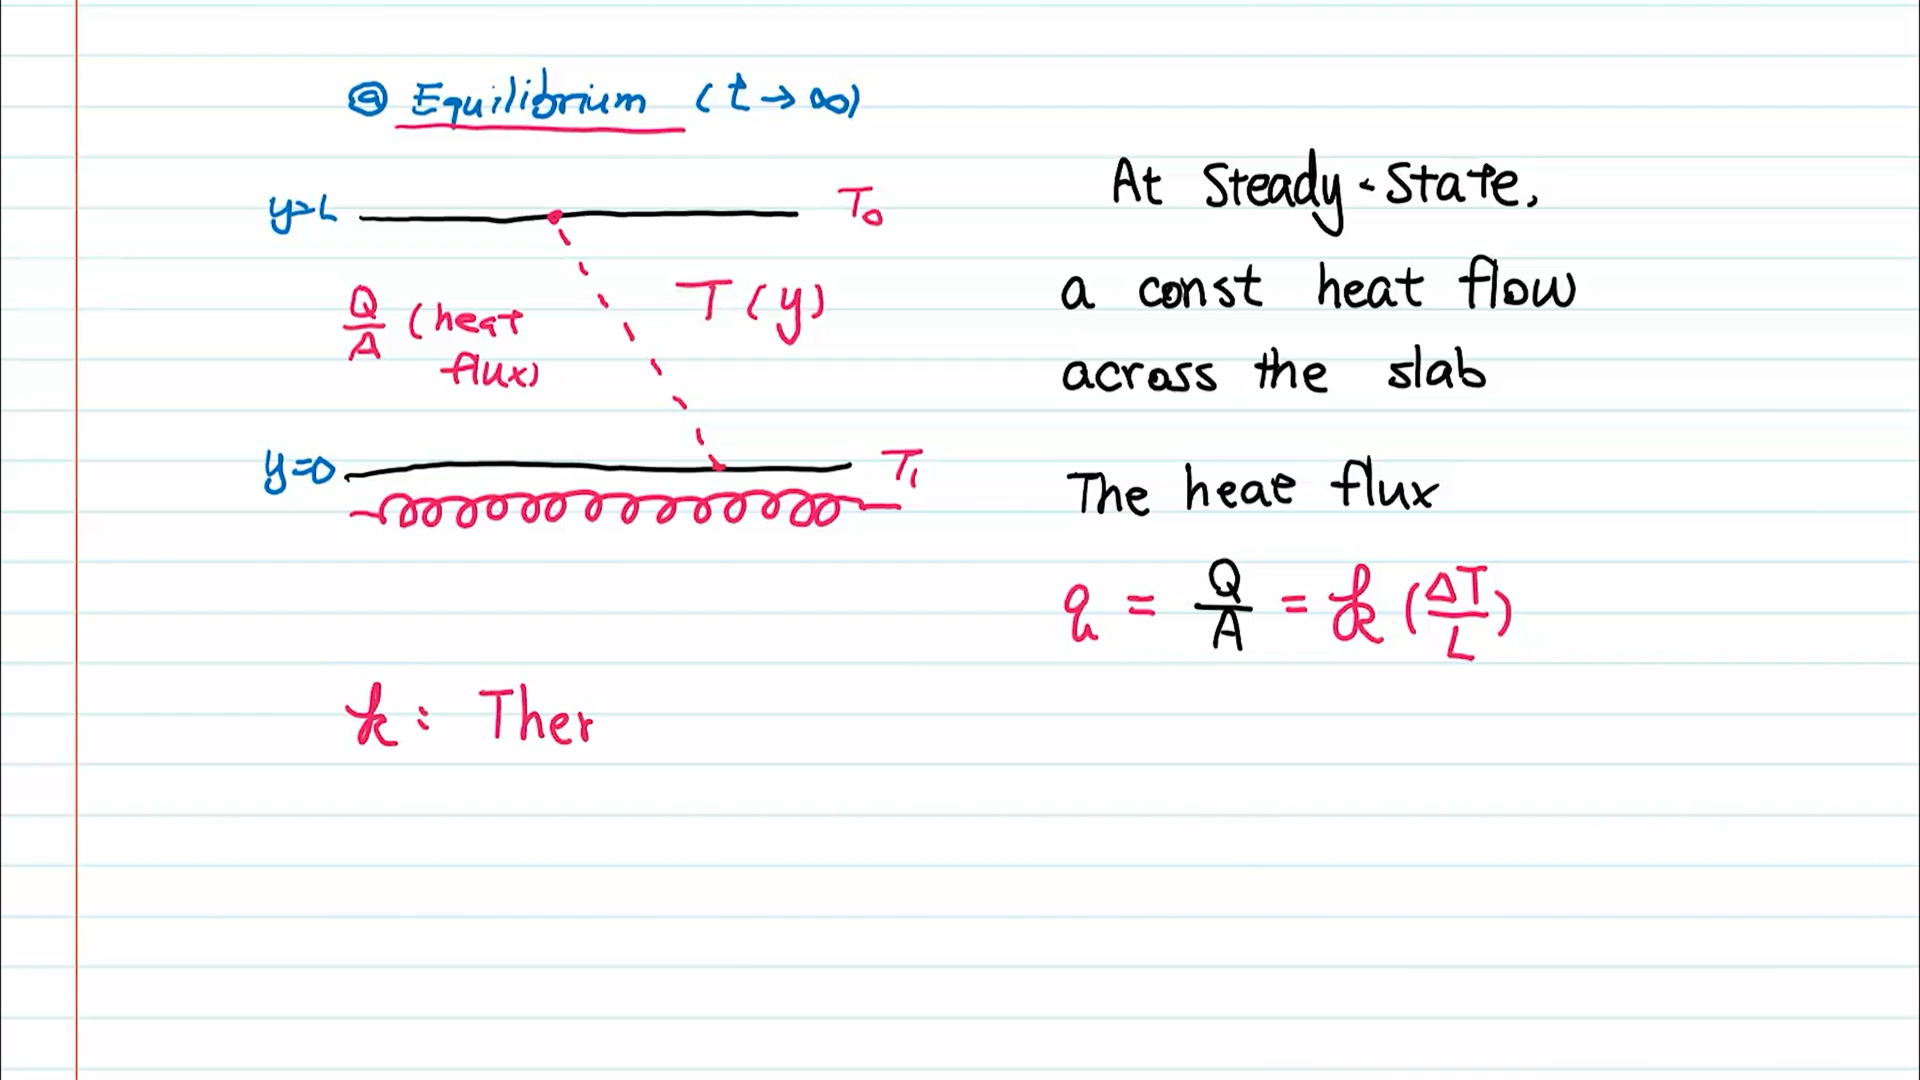 @ Equilibrium (t→∞)
y=L
T₀
Q/A (heat
flux)
T(y)
y=0
T₁
k: Ther
At Steady-State,
a const heat flow
across the slab
The heat flux
q = Q/A = k (ΔT/L)